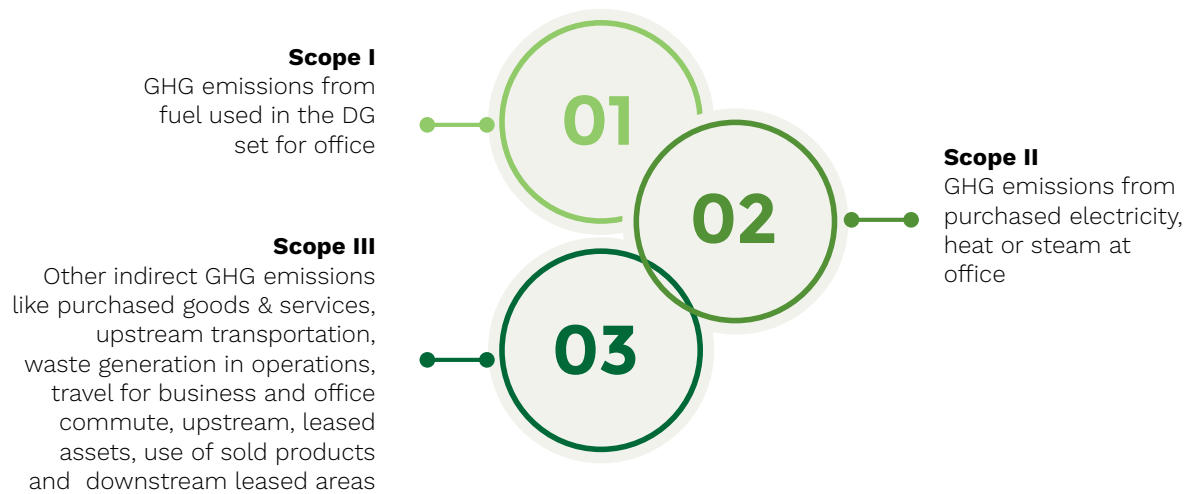 Scope I
GHG emissions from
fuel used in the DG
set for office
01
02
Scope II
GHG emissions from
purchased electricity,
heat or steam at
office
Scope III
Other indirect GHG emissions
like purchased goods & services,
upstream transportation,
waste generation in operations,
travel for business and office
commute, upstream, leased
assets, use of sold products
and  downstream leased areas
03